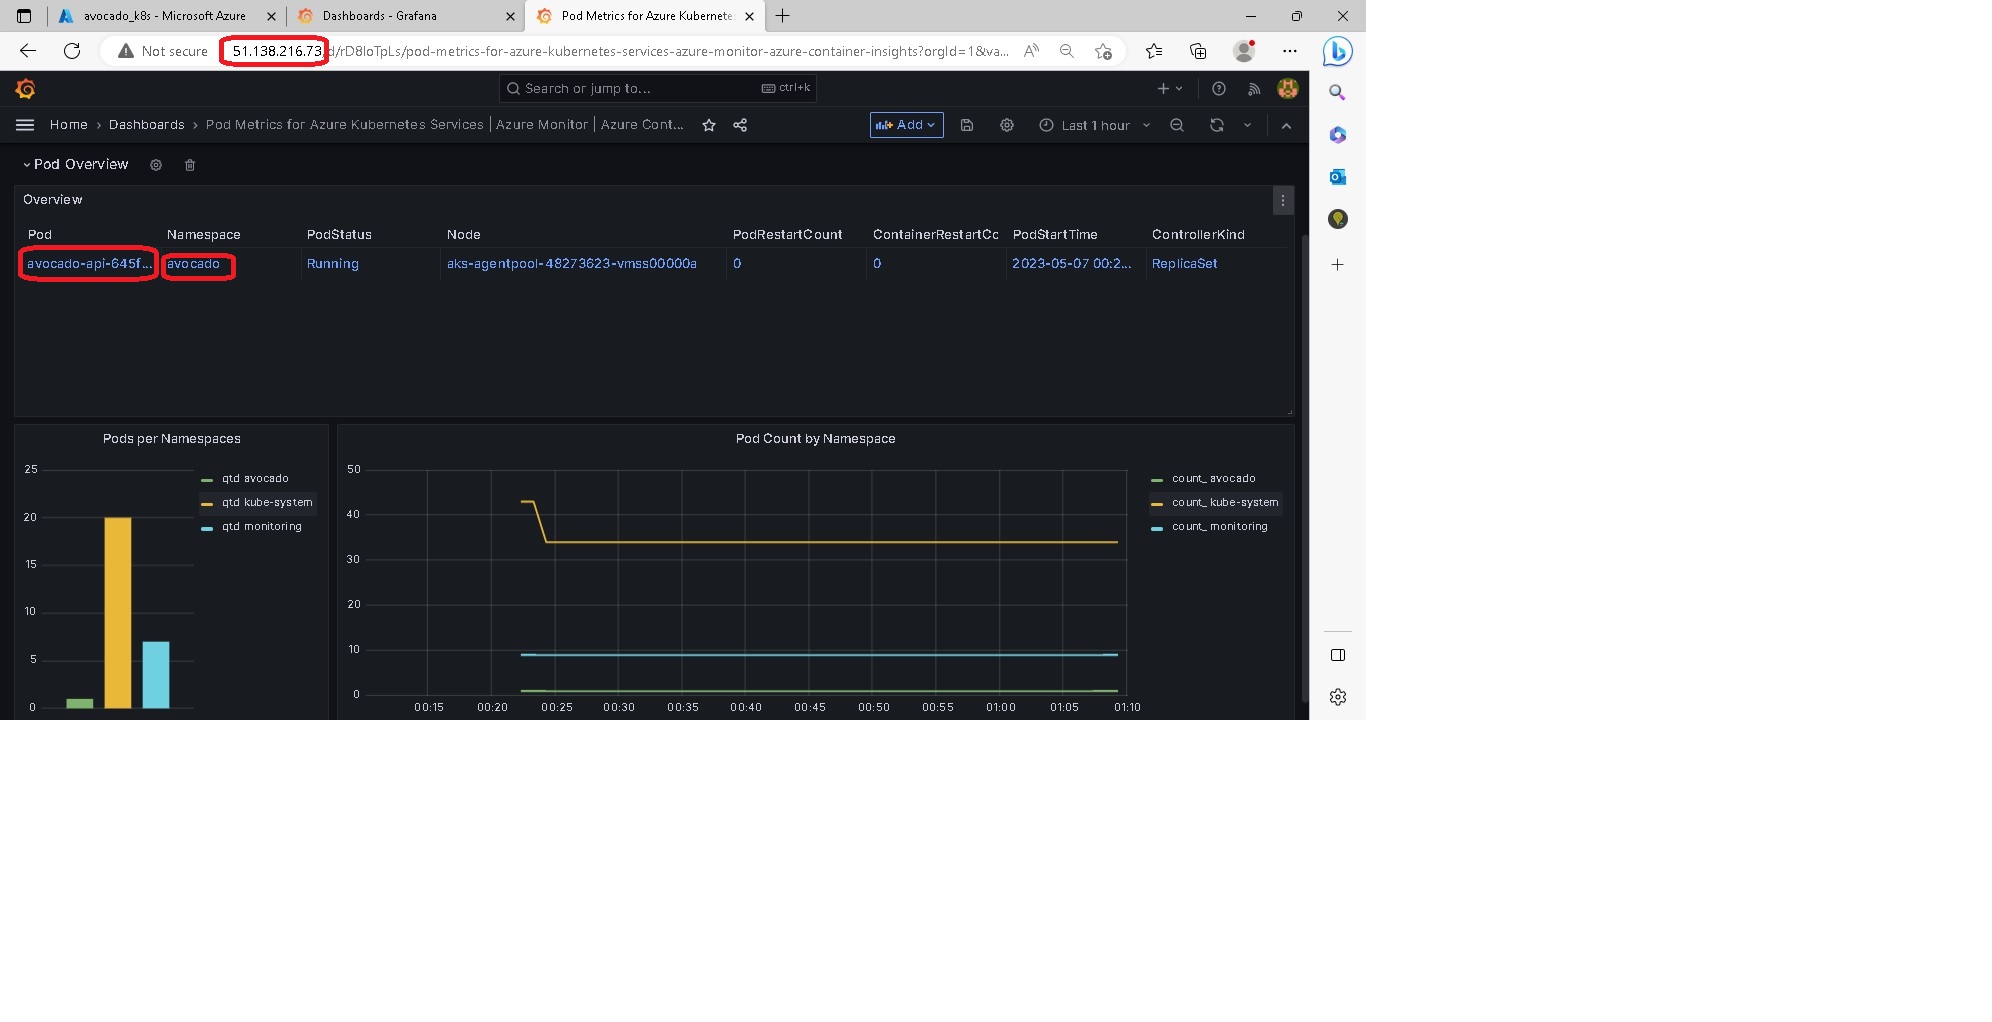 avocado_k8s - Microsoft Azure
Dashboards - Grafana
Pod Metrics for Azure Kubernete
Not secure
51.138.216.73/d/rD8IoTpLs/pod-metrics-for-azure-kubernetes-services-azure-monitor-azure-container-insights?orgId=1&va...
Search or jump to...
ctrl+k
Home › Dashboards › Pod Metrics for Azure Kubernetes Services | Azure Monitor | Azure Cont...
Add
Last 1 hour
Pod Overview
Overview
Pod Namespace PodStatus Node PodRestartCount ContainerRestartCc PodStartTime ControllerKind
avocado-api-645f... avocado Running aks-agentpool-48273623-vmss00000a 0 0 2023-05-07 00:2... ReplicaSet
Pods per Namespaces
25
20
15
10
5
0
qtd avocado
qtd kube-system
qtd monitoring
Pod Count by Namespace
50
40
30
20
10
0
00:15 00:20 00:25 00:30 00:35 00:40 00:45 00:50 00:55 01:00 01:05 01:10
count_ avocado
count_ kube-system
count_ monitoring